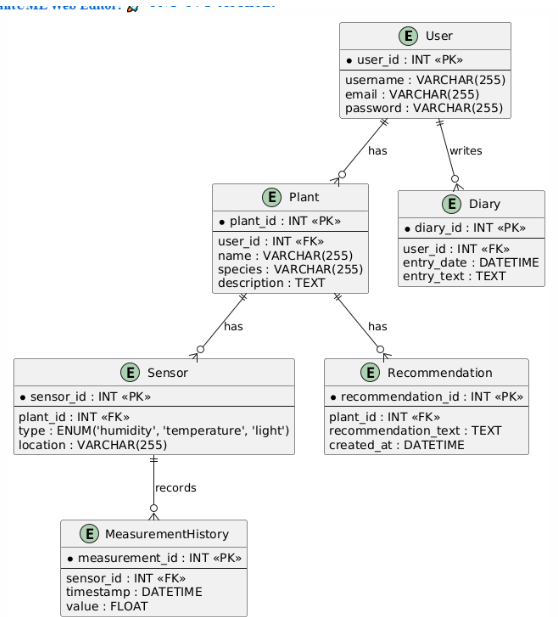 PlantUML Web Editor!
E User
* user_id : INT «PK»
username : VARCHAR(255)
email : VARCHAR(255)
password : VARCHAR(255)
has
writes
E Plant
* plant_id : INT «PK»
user_id : INT «FK»
name : VARCHAR(255)
species : VARCHAR(255)
description : TEXT
E Diary
* diary_id : INT «PK»
user_id : INT «FK»
entry_date : DATETIME
entry_text : TEXT
has
has
E Sensor
* sensor_id : INT «PK»
plant_id : INT «FK»
type : ENUM('humidity', 'temperature', 'light')
location : VARCHAR(255)
E Recommendation
* recommendation_id : INT «PK»
plant_id : INT «FK»
recommendation_text : TEXT
created_at : DATETIME
records
E MeasurementHistory
* measurement_id : INT «PK»
sensor_id : INT «FK»
timestamp : DATETIME
value : FLOAT